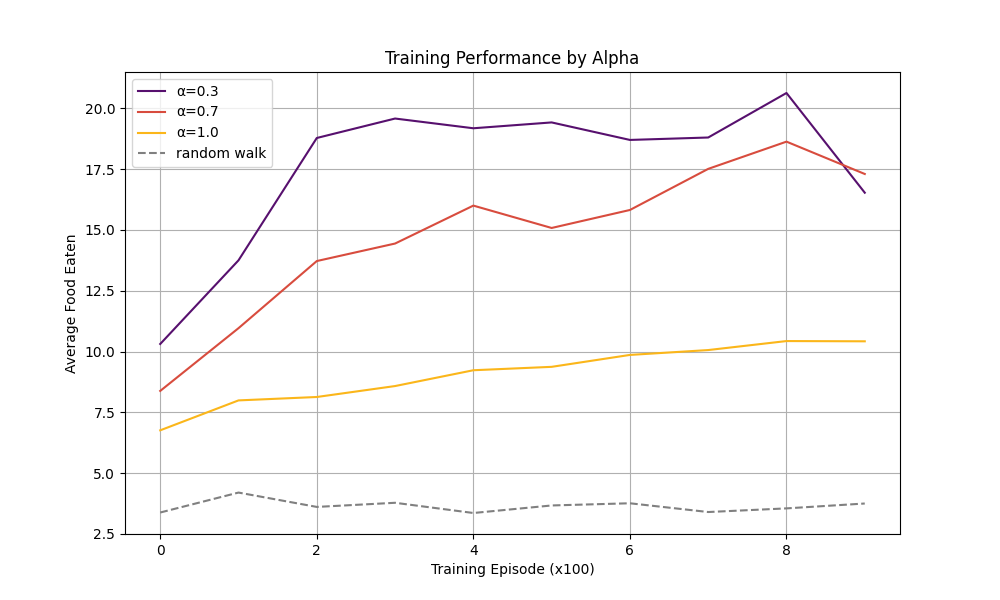 Training Performance by Alpha
α=0.3
α=0.7
α=1.0
random walk
Average Food Eaten
20.0
17.5
15.0
12.5
10.0
7.5
5.0
2.5
0
2
4
6
8
Training Episode (x100)